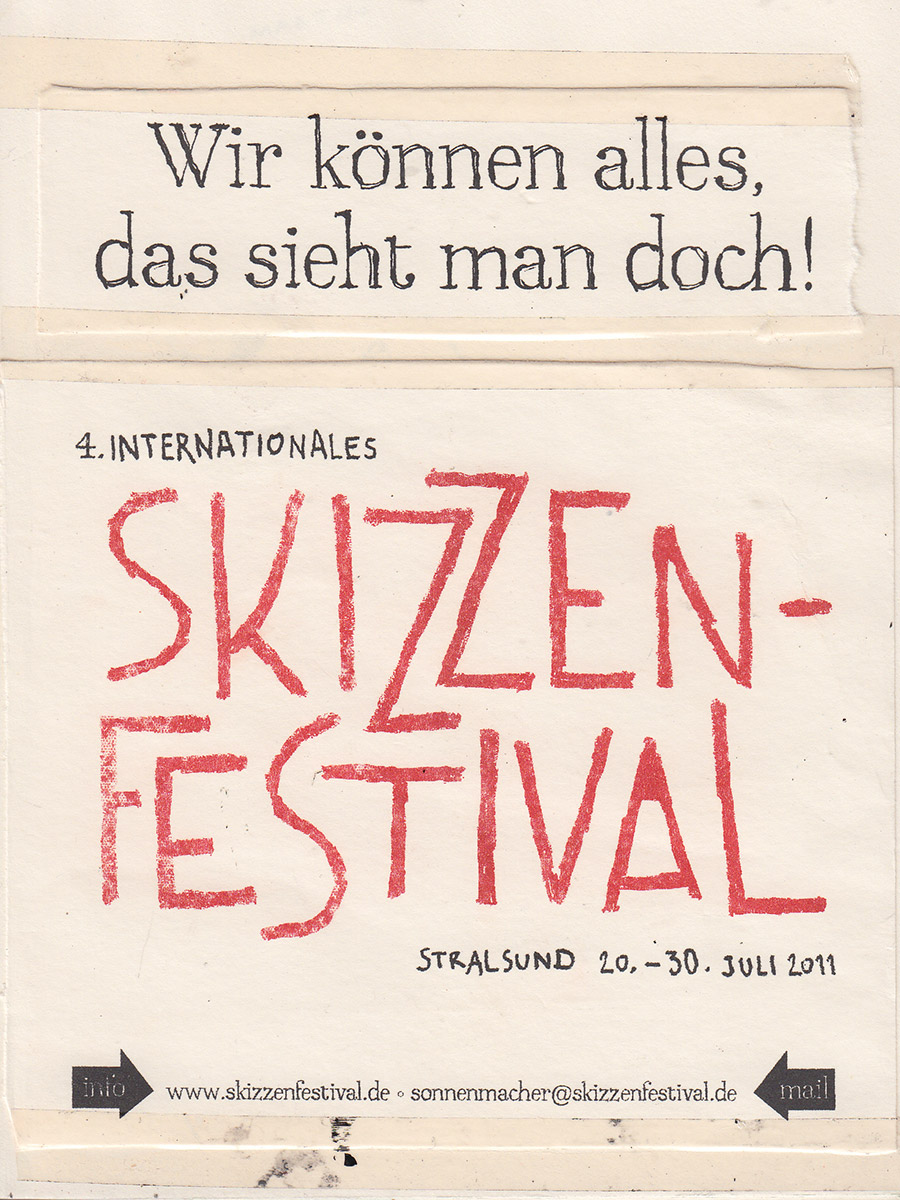 Wir können alles,
das sieht man doch!
4. INTERNATIONALES
SKIZZEN-
FESTIVAL
STRALSUND 20. – 30. JULI 2011
info www.skizzenfestival.de ∘ sonnenmacher@skizzenfestival.de mail